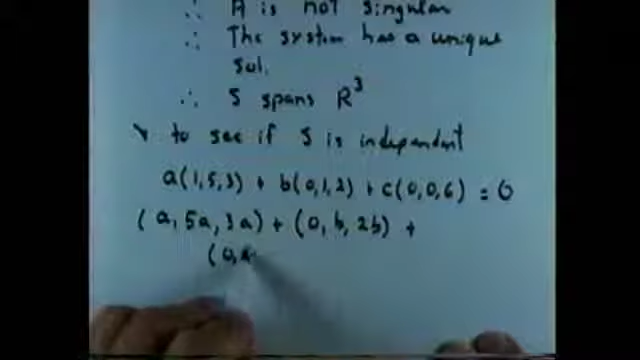 ∴ A is not singular
∴ The system has a unique
sol.
∴ S spans R³
to see if S is independent
a(1,5,3) + b(0,1,2) + c(0,0,6) = 0
(a, 5a, 3a) + (0, b, 2b) +
(0,